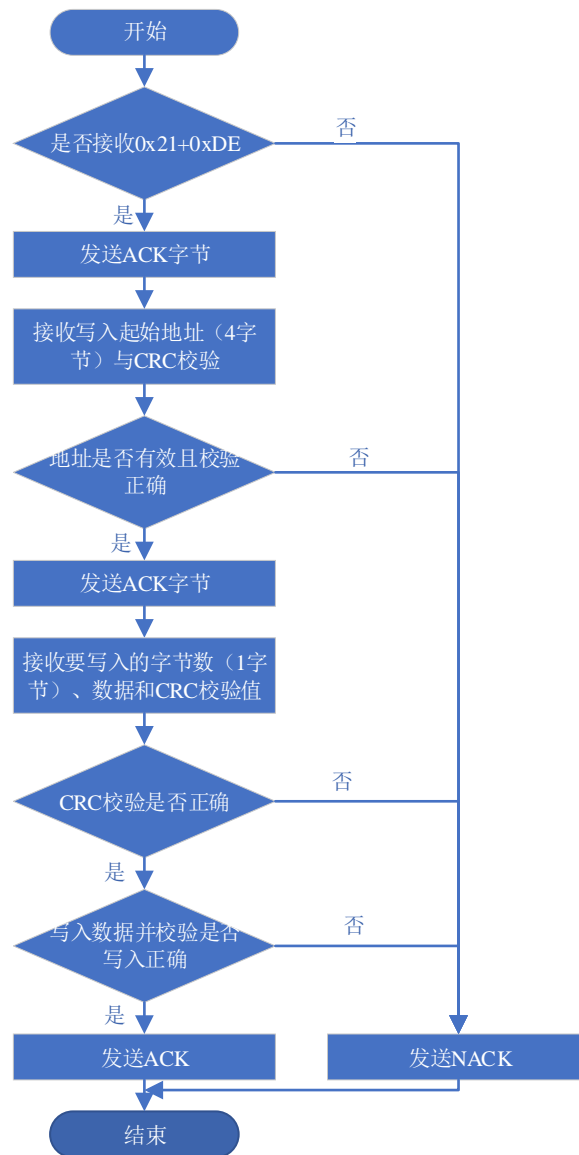 开始
是否接收0x21+0xDE
否
是
发送ACK字节
接收写入起始地址（4字
节）与CRC校验
地址是否有效且校验
正确
否
是
发送ACK字节
接收要写入的字节数（1字
节）、数据和CRC校验值
CRC校验是否正确
否
是
写入数据并校验是否
写入正确
否
是
发送ACK
发送NACK
结束